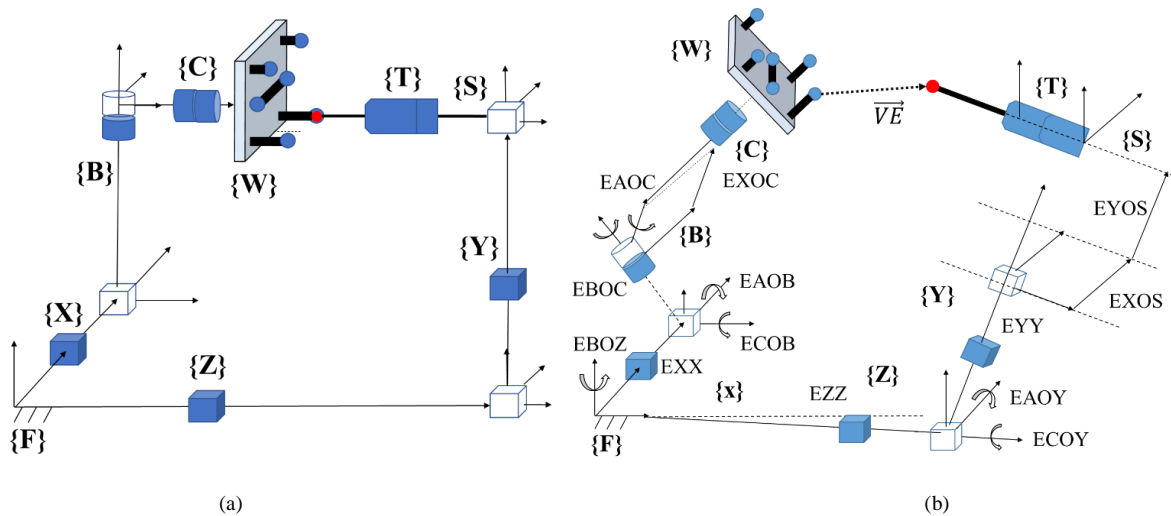 {C}
{T}
{S}
{B}
{W}
{Y}
{X}
{Z}
{F}
(a)
{W}
{T}
VE
{S}
{C}
EAOC
EXOC
{B}
EYOS
EBOC
EAOB
{Y}
EXOS
EBOZ
ECOB
EYY
EXX
{x}
{Z}
EZZ
EAOY
{F}
ECOY
(b)